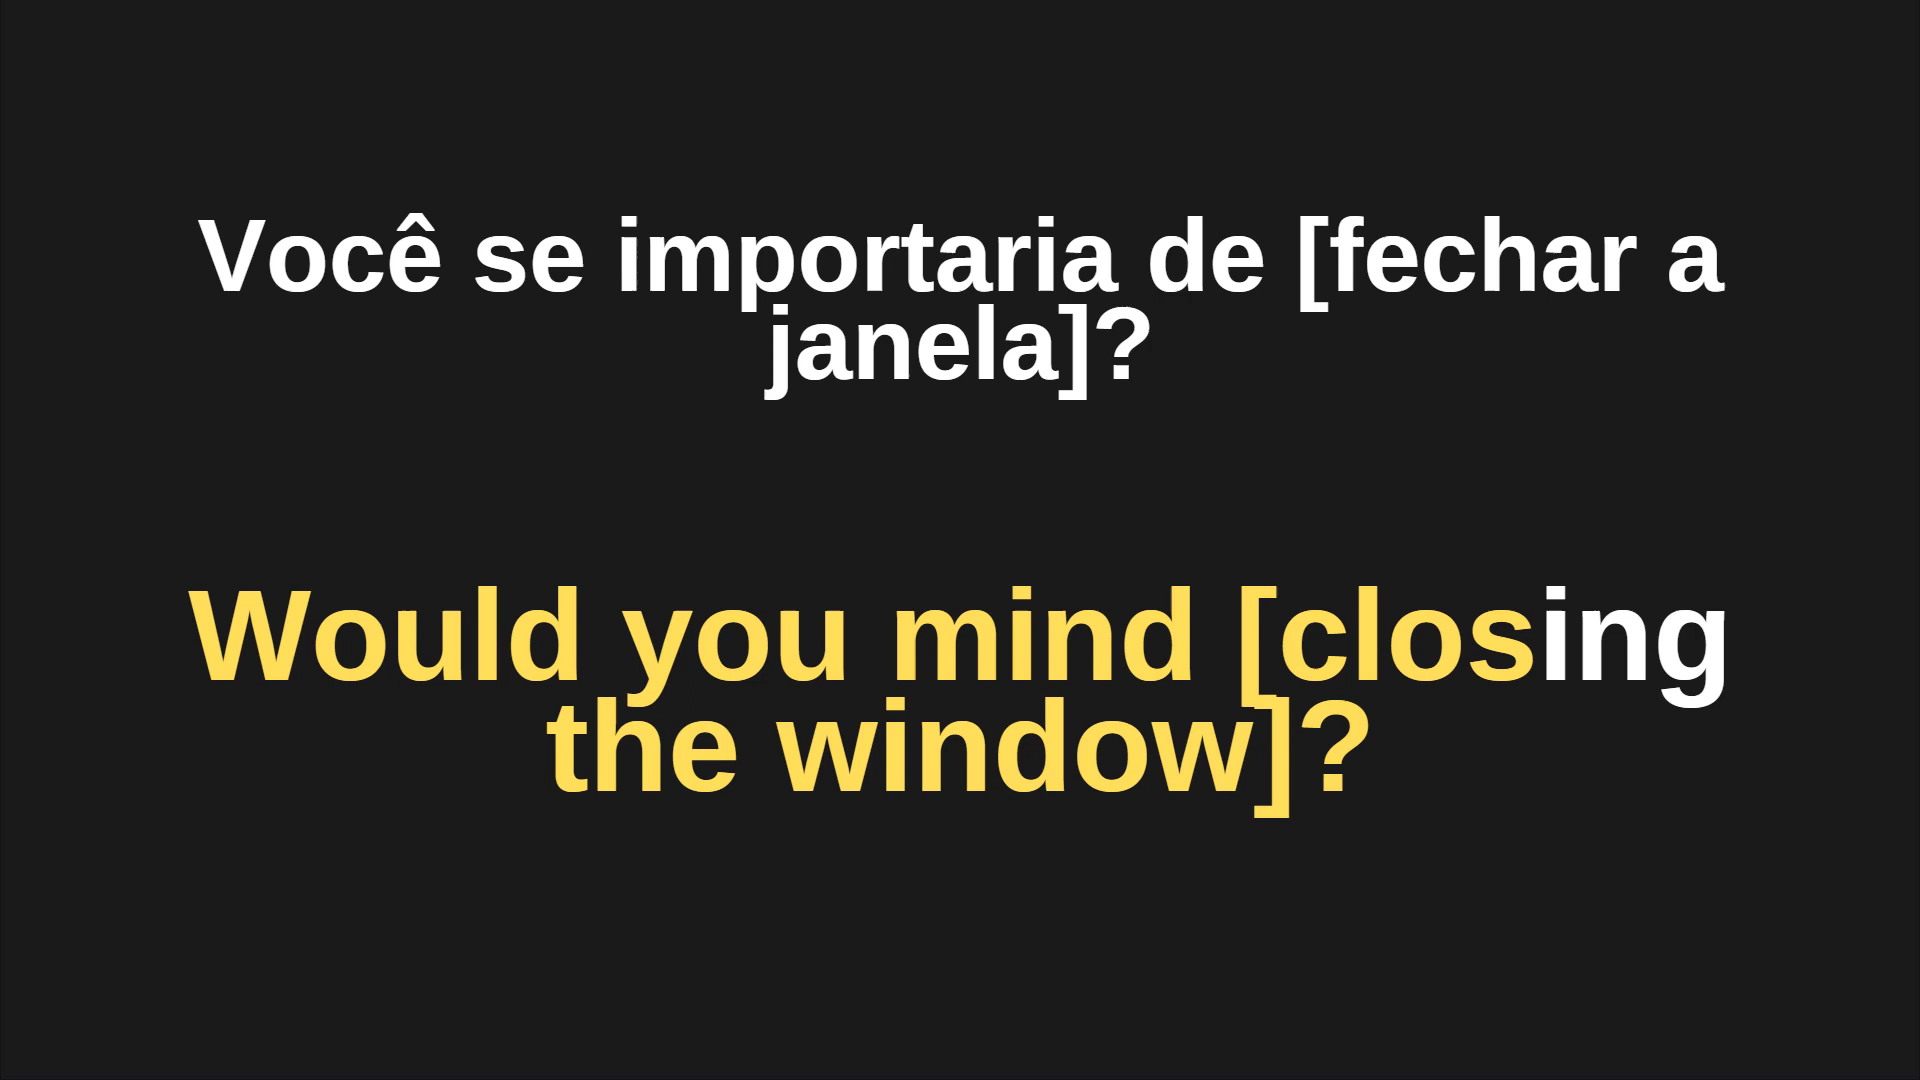 Você se importaria de [fechar a
janela]?
Would you mind [closing
the window]?